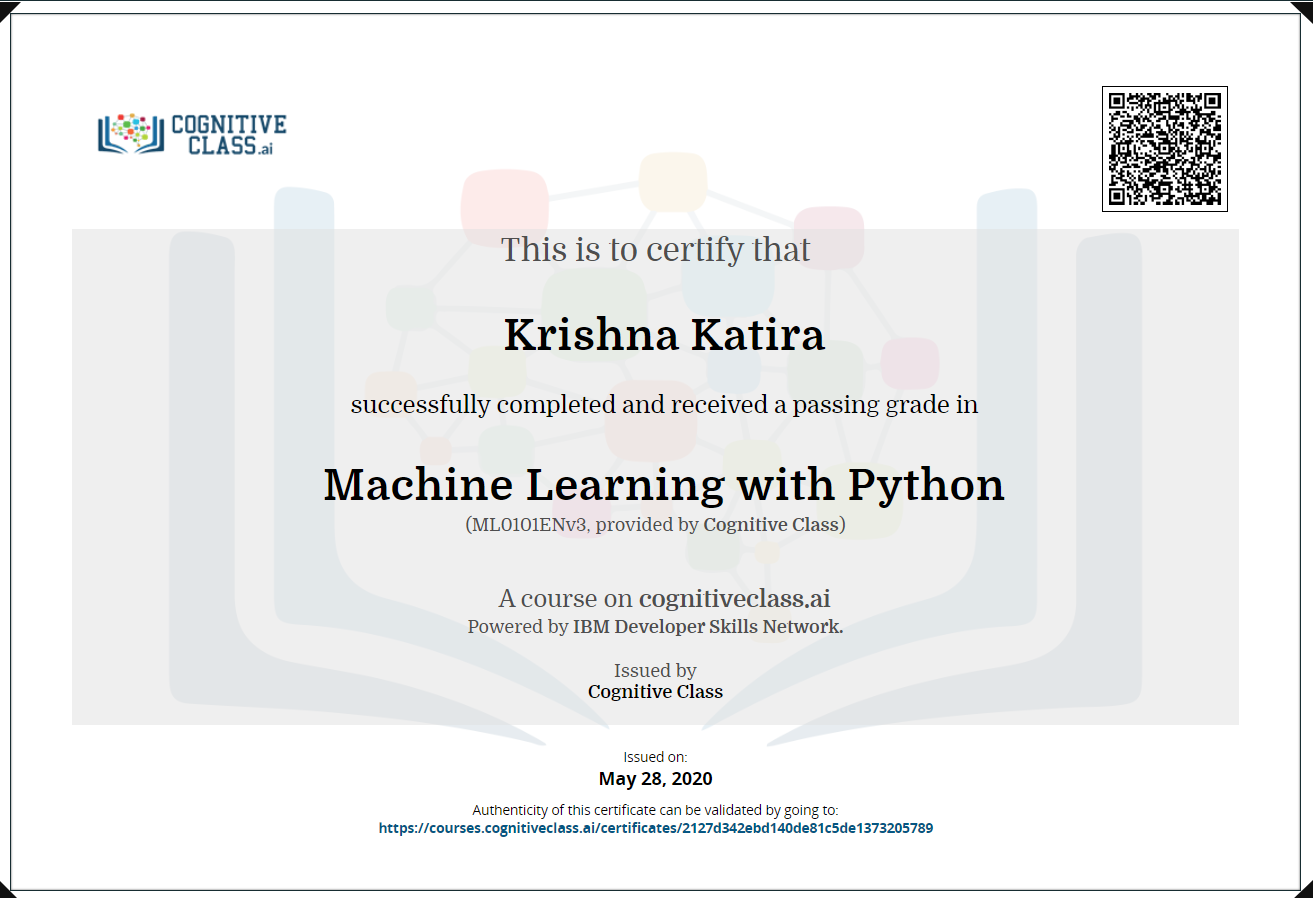 COGNITIVE
CLASS.ai
This is to certify that
Krishna Katira
successfully completed and received a passing grade in
Machine Learning with Python
(ML0101ENv3, provided by Cognitive Class)
A course on cognitiveclass.ai
Powered by IBM Developer Skills Network.
Issued by
Cognitive Class
Issued on:
May 28, 2020
Authenticity of this certificate can be validated by going to:
https://courses.cognitiveclass.ai/certificates/2127d342ebd140de81c5de1373205789